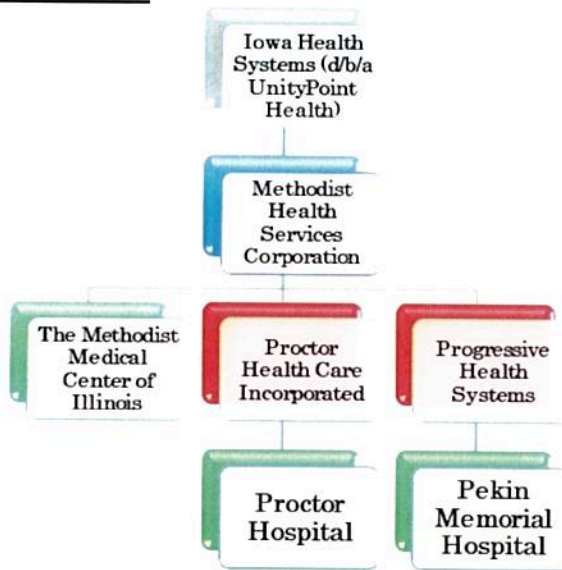 Iowa Health
Systems (d/b/a
UnityPoint
Health)
Methodist
Health
Services
Corporation
The Methodist
Medical
Center of
Illinois
Proctor
Health Care
Incorporated
Progressive
Health
Systems
Proctor
Hospital
Pekin
Memorial
Hospital